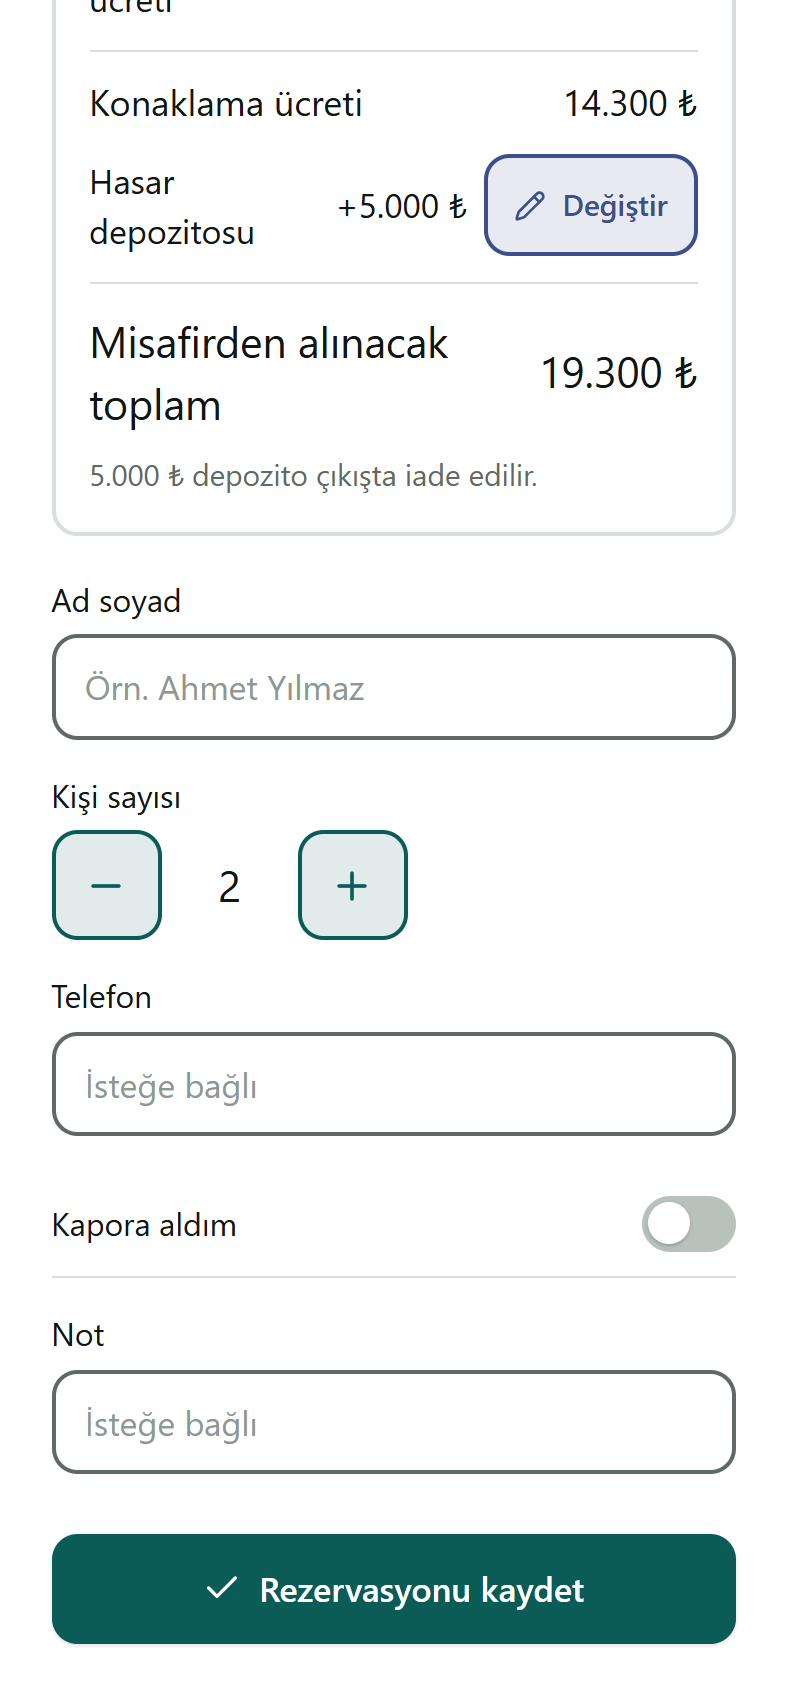 ücreti
Konaklama ücreti 14.300 ₺
Hasar
depozitosu
+5.000 ₺
Değiştir
Misafirden alınacak
toplam
19.300 ₺
5.000 ₺ depozito çıkışta iade edilir.
Ad soyad
Örn. Ahmet Yılmaz
Kişi sayısı
2
Telefon
İsteğe bağlı
Kapora aldım
Not
İsteğe bağlı
Rezervasyonu kaydet